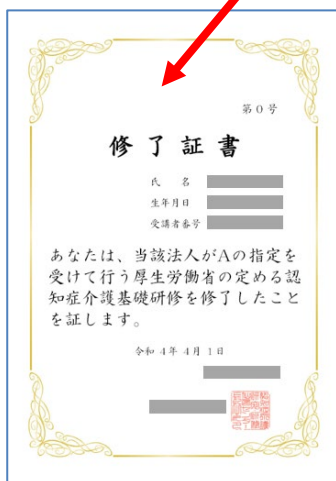 第０号
修了証書
氏　名
生年月日
受講者番号
あなたは、当該法人がAの指定を
受けて行う厚生労働省の定める認
知症介護基礎研修を修了したこと
を証します。
令和 4年 4月 1日